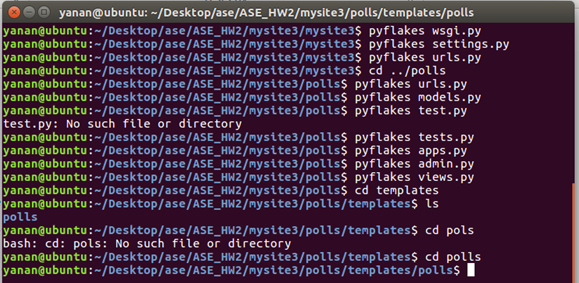 yanan@ubuntu: ~/Desktop/ase/ASE_HW2/mysite3/polls/templates/polls
yanan@ubuntu:~/Desktop/ase/ASE_HW2/mysite3/mysite3$ pyflakes wsgi.py
yanan@ubuntu:~/Desktop/ase/ASE_HW2/mysite3/mysite3$ pyflakes settings.py
yanan@ubuntu:~/Desktop/ase/ASE_HW2/mysite3/mysite3$ pyflakes urls.py
yanan@ubuntu:~/Desktop/ase/ASE_HW2/mysite3/mysite3$ cd ../polls
yanan@ubuntu:~/Desktop/ase/ASE_HW2/mysite3/polls$ pyflakes urls.py
yanan@ubuntu:~/Desktop/ase/ASE_HW2/mysite3/polls$ pyflakes models.py
yanan@ubuntu:~/Desktop/ase/ASE_HW2/mysite3/polls$ pyflakes test.py
test.py: No such file or directory
yanan@ubuntu:~/Desktop/ase/ASE_HW2/mysite3/polls$ pyflakes tests.py
yanan@ubuntu:~/Desktop/ase/ASE_HW2/mysite3/polls$ pyflakes apps.py
yanan@ubuntu:~/Desktop/ase/ASE_HW2/mysite3/polls$ pyflakes admin.py
yanan@ubuntu:~/Desktop/ase/ASE_HW2/mysite3/polls$ pyflakes views.py
yanan@ubuntu:~/Desktop/ase/ASE_HW2/mysite3/polls$ cd templates
yanan@ubuntu:~/Desktop/ase/ASE_HW2/mysite3/polls/templates$ ls
polls
yanan@ubuntu:~/Desktop/ase/ASE_HW2/mysite3/polls/templates$ cd pols
bash: cd: pols: No such file or directory
yanan@ubuntu:~/Desktop/ase/ASE_HW2/mysite3/polls/templates$ cd polls
yanan@ubuntu:~/Desktop/ase/ASE_HW2/mysite3/polls/templates/polls$